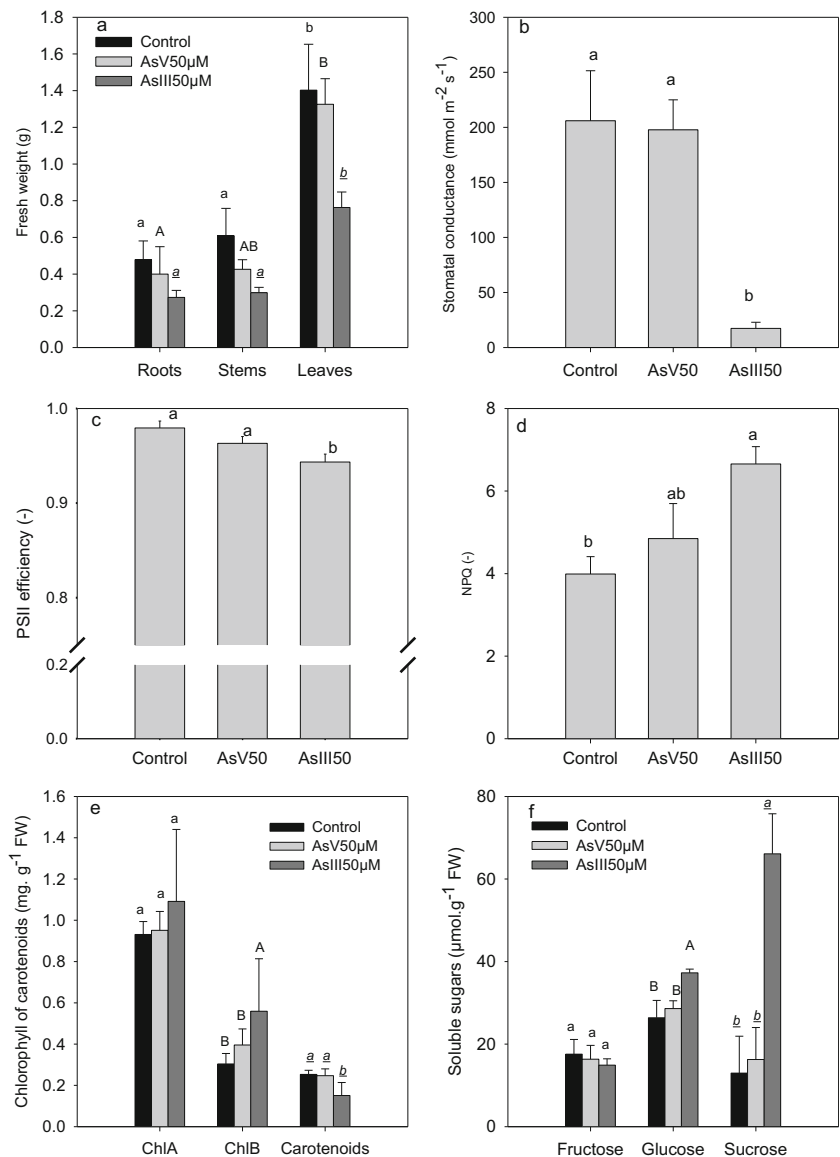 a
Control
AsV50µM
AsIII50µM
Fresh weight (g)
1.8
1.6
1.4
1.2
1.0
0.8
0.6
0.4
0.2
0.0
a
A
a
a
AB
a
b
B
b
Roots
Stems
Leaves
b
Stomatal conductance (mmol m⁻² s⁻¹)
300
250
200
150
100
50
0
a
a
b
Control
AsV50
AsIII50
c
PSII efficiency (-)
1.0
0.9
0.8
0.2
0.0
a
a
b
Control
AsV50
AsIII50
d
NPQ (-)
8
6
4
2
0
b
ab
a
Control
AsV50
AsIII50
e
Control
AsV50µM
AsIII50µM
Chlorophyll of carotenoids (mg. g⁻¹ FW)
1.6
1.4
1.2
1.0
0.8
0.6
0.4
0.2
0.0
a
a
a
B
B
A
a
a
b
ChlA
ChlB
Carotenoids
f
Control
AsV50µM
AsIII50µM
Soluble sugars (µmol.g⁻¹ FW)
80
60
40
20
0
a
a
a
B
B
A
b
b
a
Fructose
Glucose
Sucrose